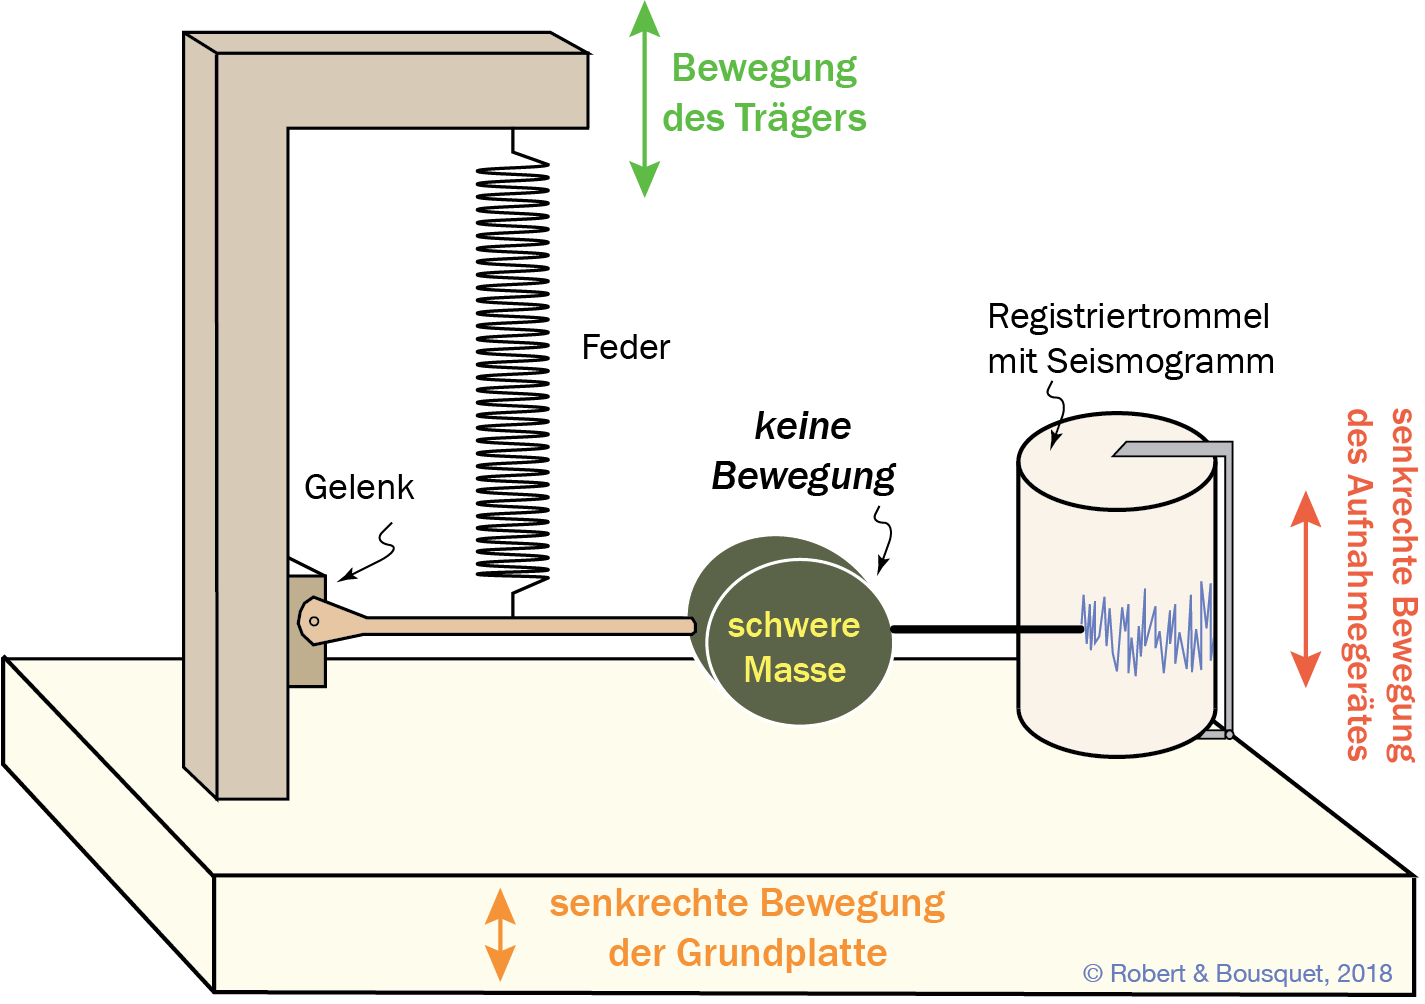 Bewegung
des Trägers
Feder
Registriertrommel
mit Seismogramm
keine
Bewegung
Gelenk
schwere
Masse
senkrechte Bewegung
des Aufnahmegerätes
senkrechte Bewegung
der Grundplatte
© Robert & Bousquet, 2018